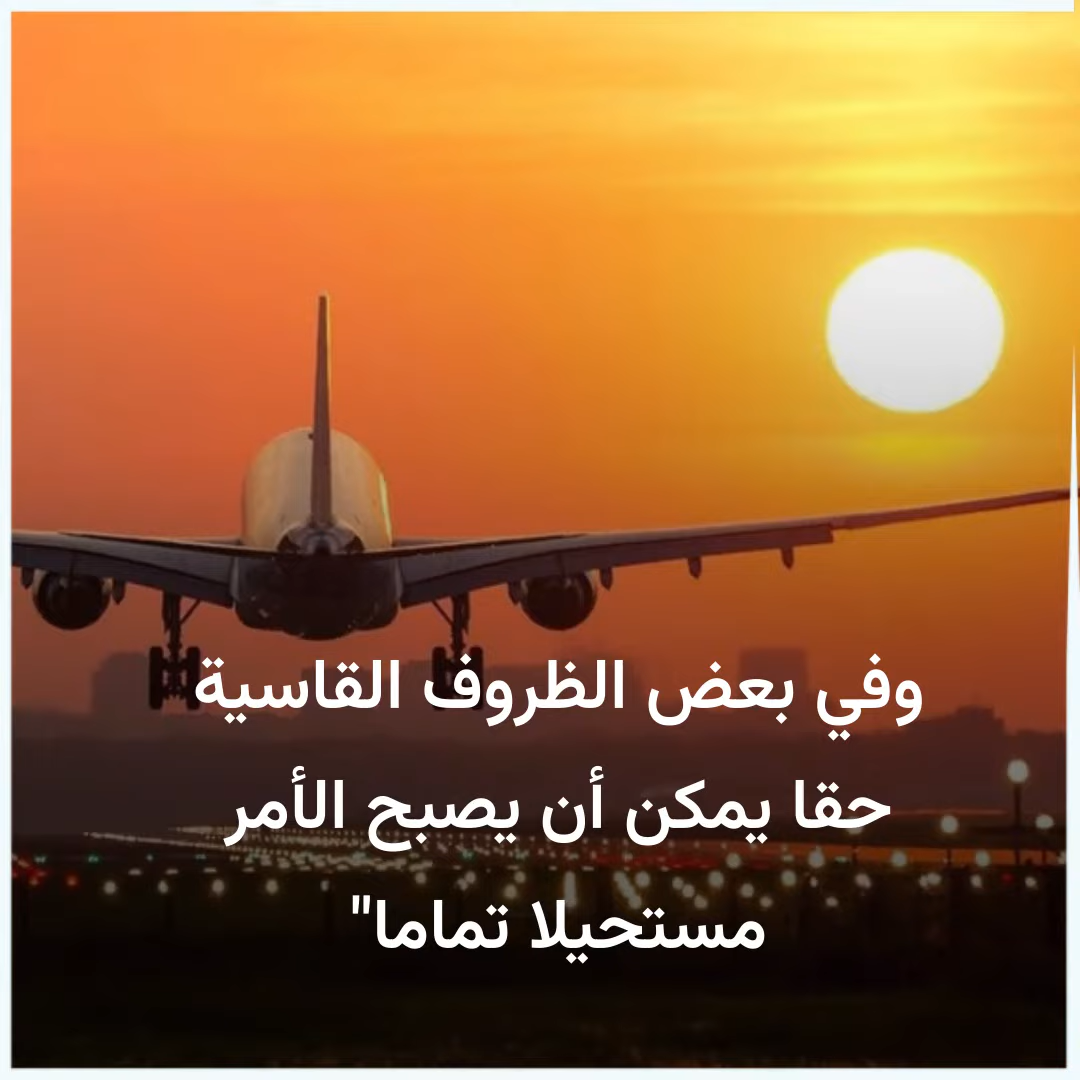 وفي بعض الظروف القاسية
حقا يمكن أن يصبح الأمر
مستحيلا تماما"